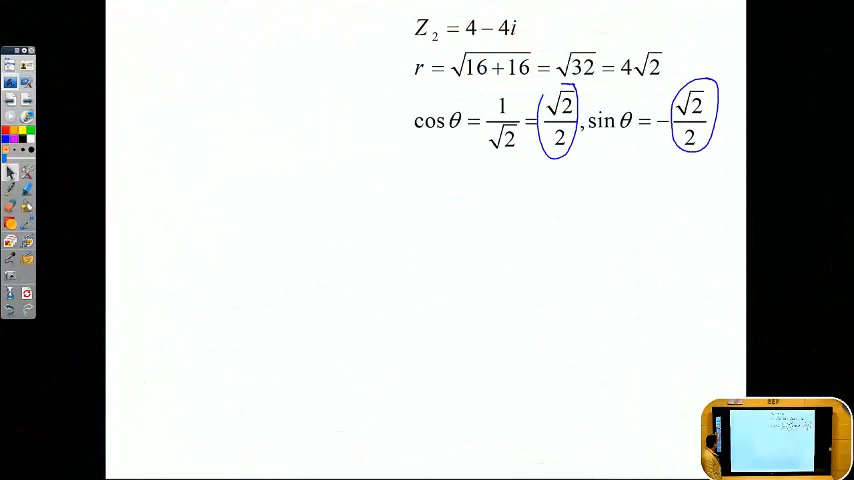 Z₂ = 4 − 4i
r = √(16+16) = √32 = 4√2
cos θ = 1/√2 = √2/2 , sin θ = − √2/2